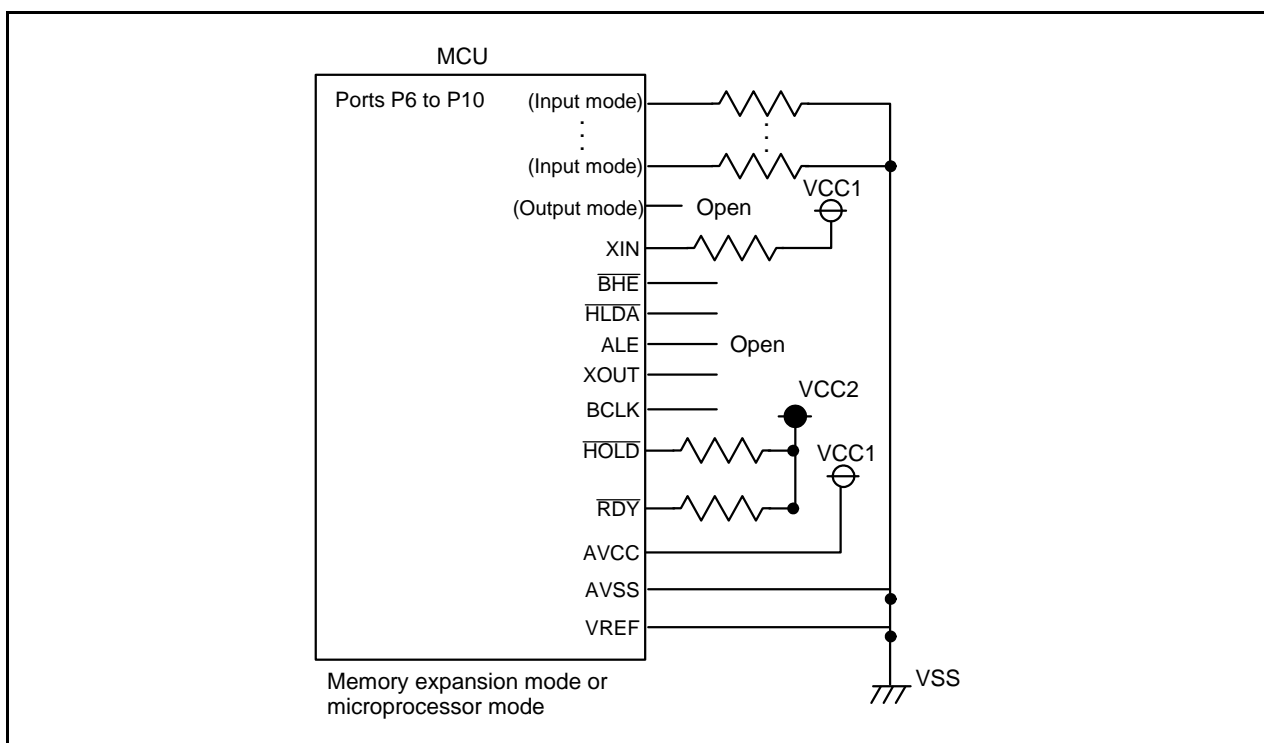 MCU
Ports P6 to P10 (Input mode)
(Input mode)
VCC1
(Output mode) Open
XIN
BHE
HLDA
ALE Open
XOUT
VCC2
BCLK
HOLD
VCC1
RDY
AVCC
AVSS
VREF
VSS
Memory expansion mode or
microprocessor mode